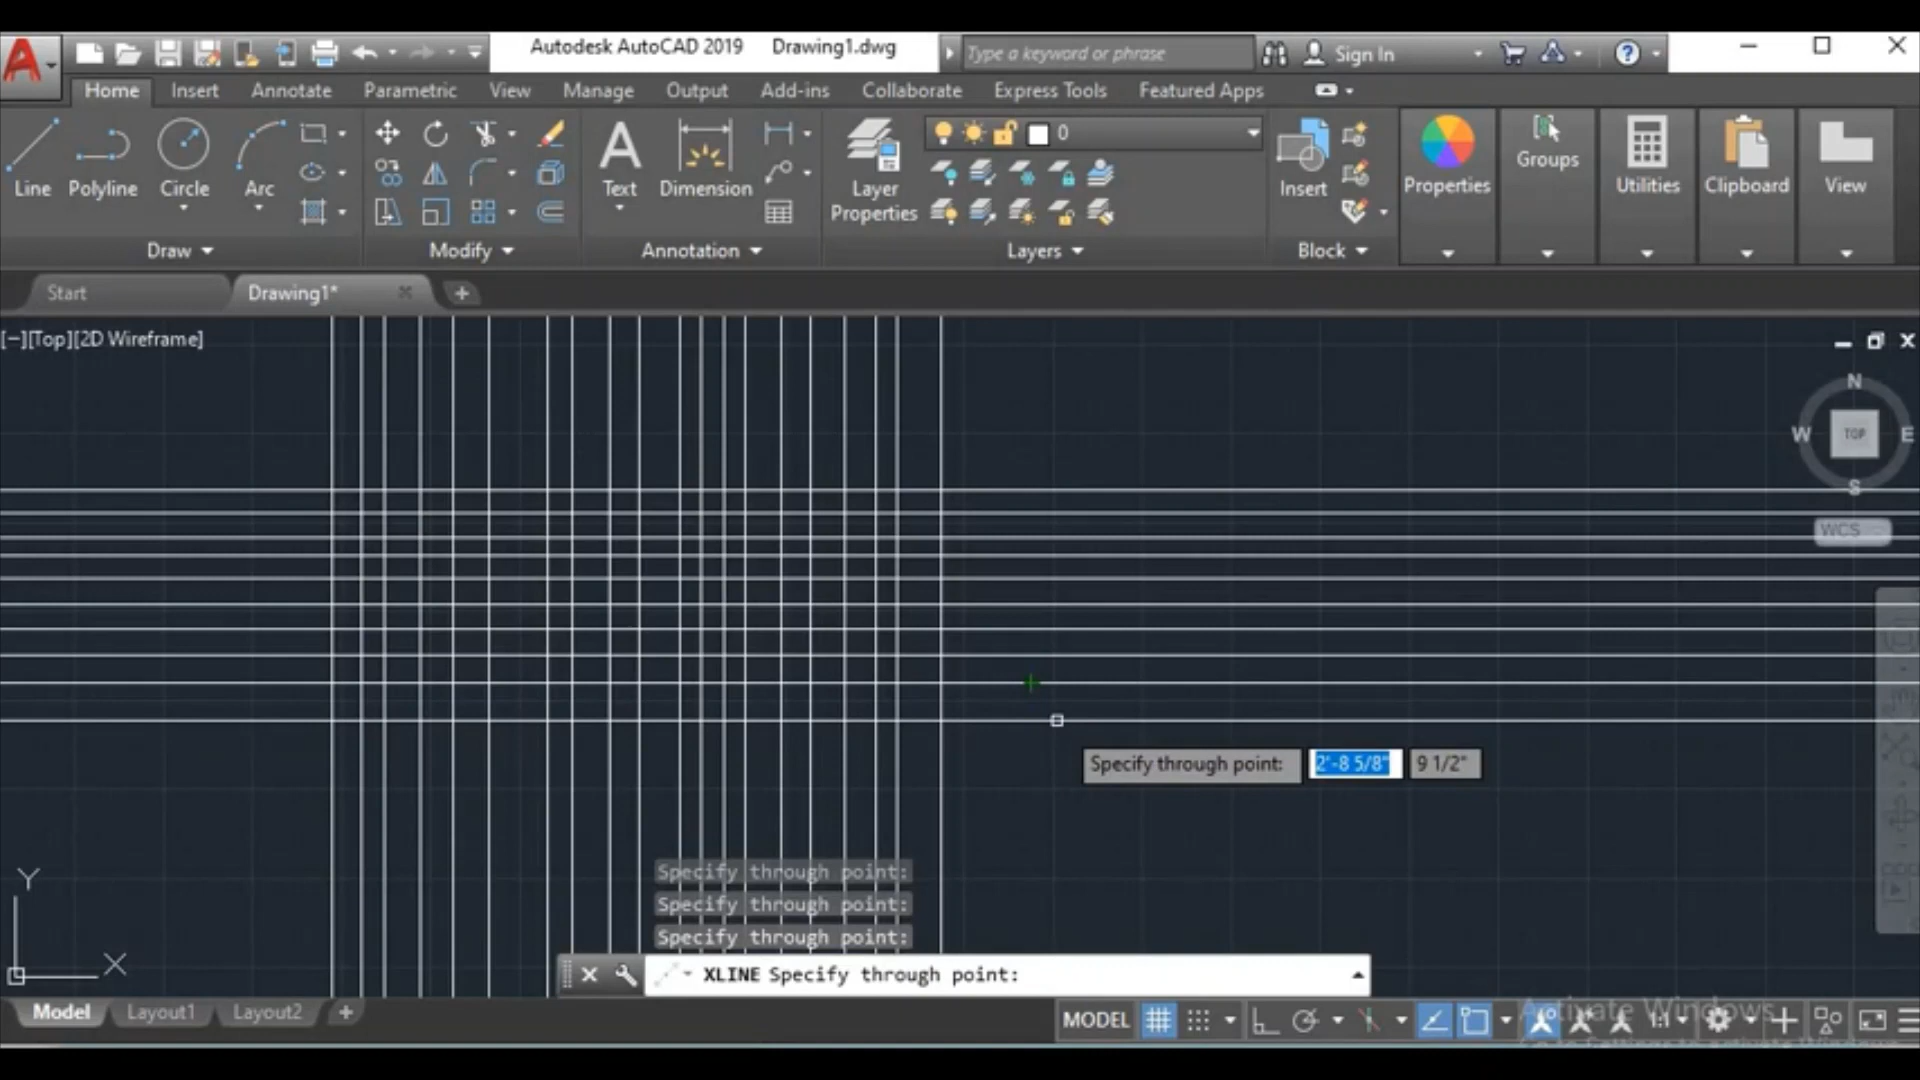 Autodesk AutoCAD 2019 Drawing1.dwg
Type a keyword or phrase
Sign In
Home Insert Annotate Parametric View Manage Output Add-ins Collaborate Express Tools Featured Apps
0
Line Polyline Circle Arc
Text Dimension
Layer Properties
Insert
Properties Groups Utilities Clipboard View
Draw Modify Annotation Layers Block
Start Drawing1* +
[−][Top][2D Wireframe]
N
W TOP E
S
WCS
Specify through point: 2'-8 5/8" 9 1/2"
Specify through point:
Specify through point:
Specify through point:
Y
X
XLINE Specify through point:
Model Layout1 Layout2 +
MODEL 1:1
Activate Windows